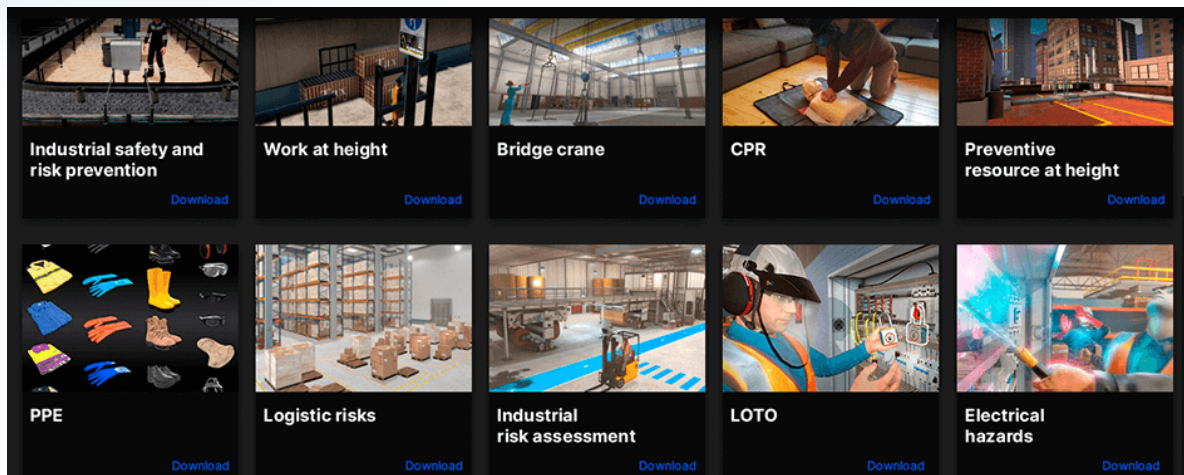 Industrial safety and
risk prevention
Download
Work at height
Download
Bridge crane
Download
CPR
Download
Preventive
resource at height
Download
PPE
Download
Logistic risks
Download
Industrial
risk assessment
Download
LOTO
Download
Electrical
hazards
Download